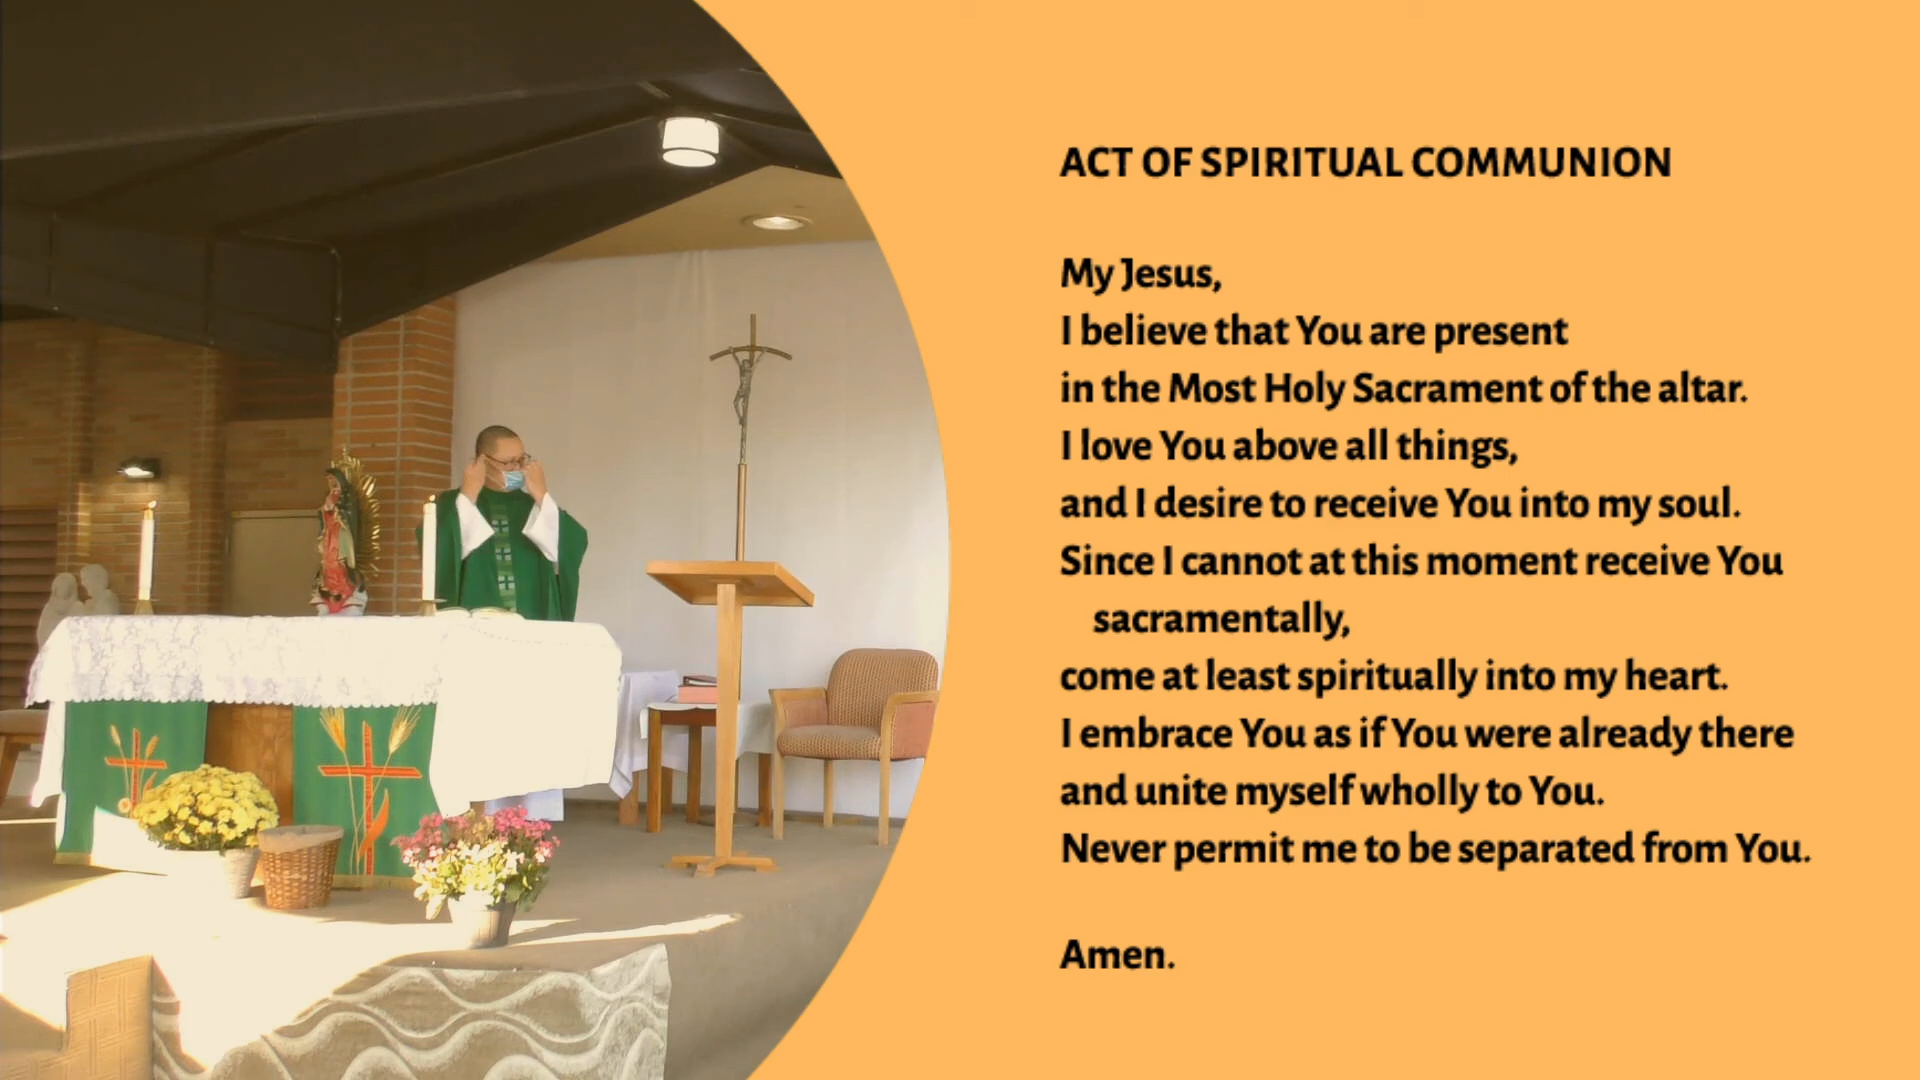 ACT OF SPIRITUAL COMMUNION
My Jesus,
I believe that You are present
in the Most Holy Sacrament of the altar.
I love You above all things,
and I desire to receive You into my soul.
Since I cannot at this moment receive You
sacramentally,
come at least spiritually into my heart.
I embrace You as if You were already there
and unite myself wholly to You.
Never permit me to be separated from You.
Amen.